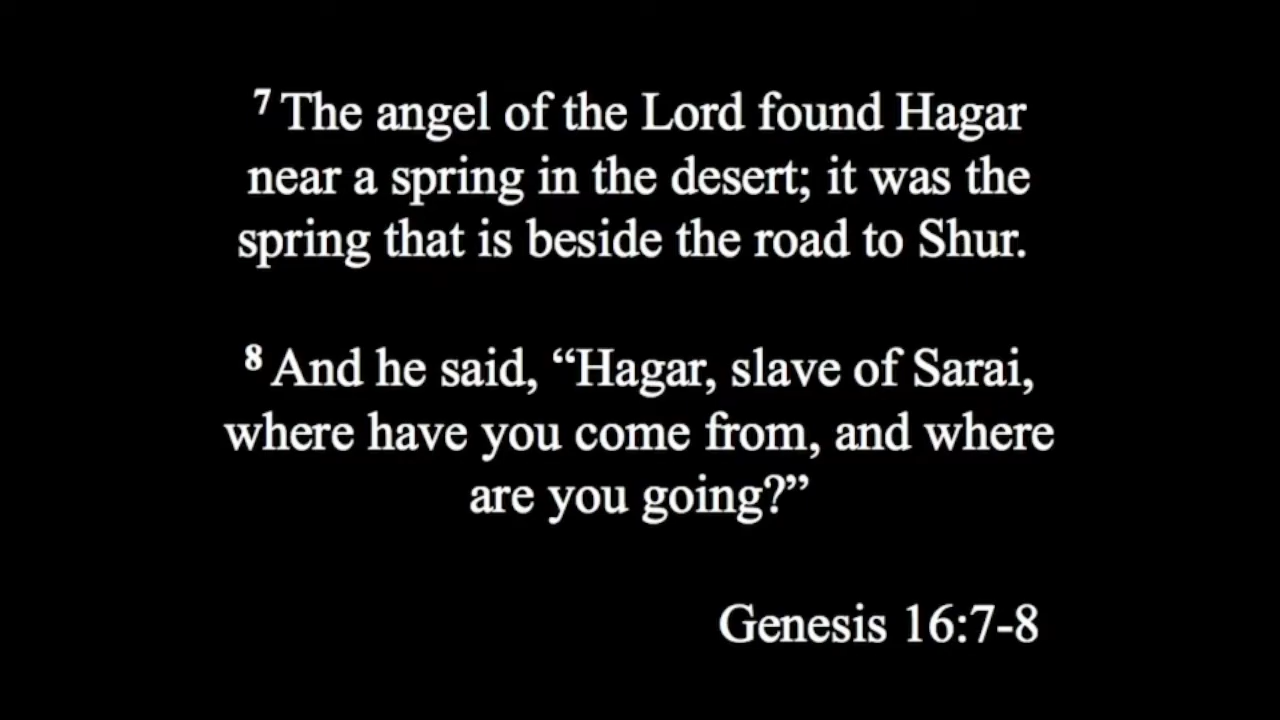 7 The angel of the Lord found Hagar
near a spring in the desert; it was the
spring that is beside the road to Shur.
8 And he said, “Hagar, slave of Sarai,
where have you come from, and where
are you going?”
Genesis 16:7-8